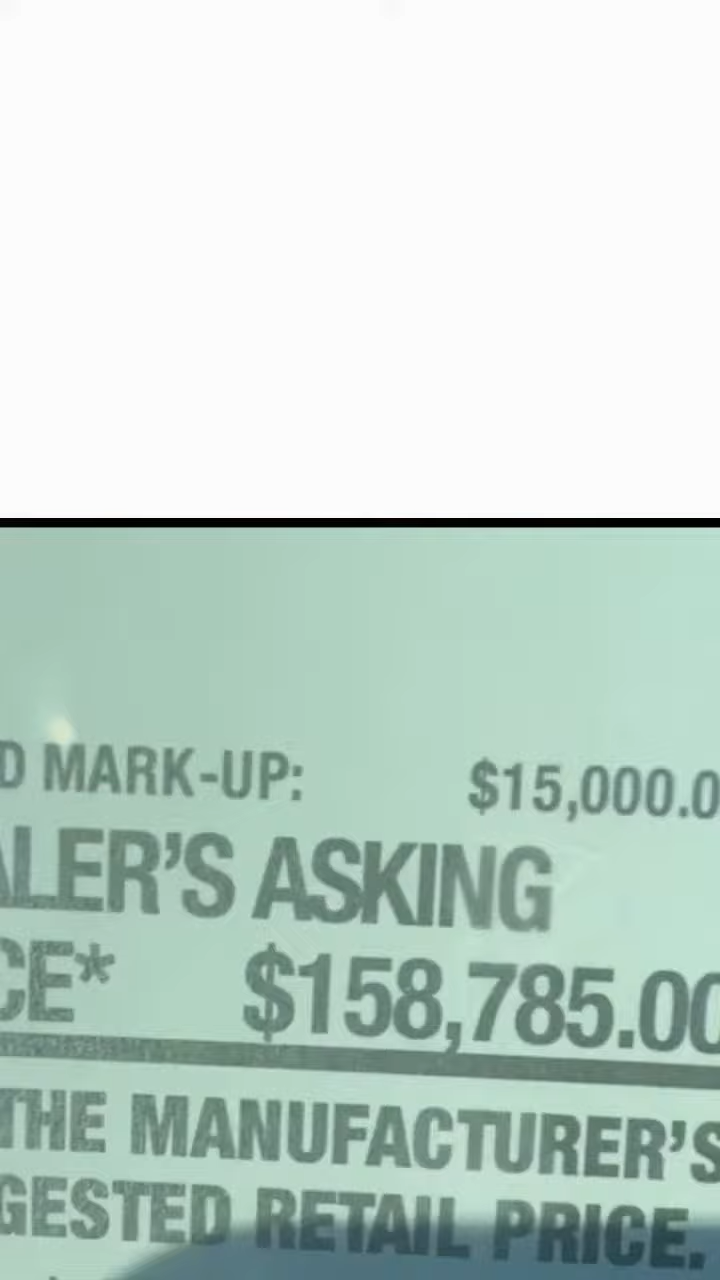 D MARK-UP: $15,000.0
ALER'S ASKING
CE* $158,785.00
THE MANUFACTURER'S
GESTED RETAIL PRICE.